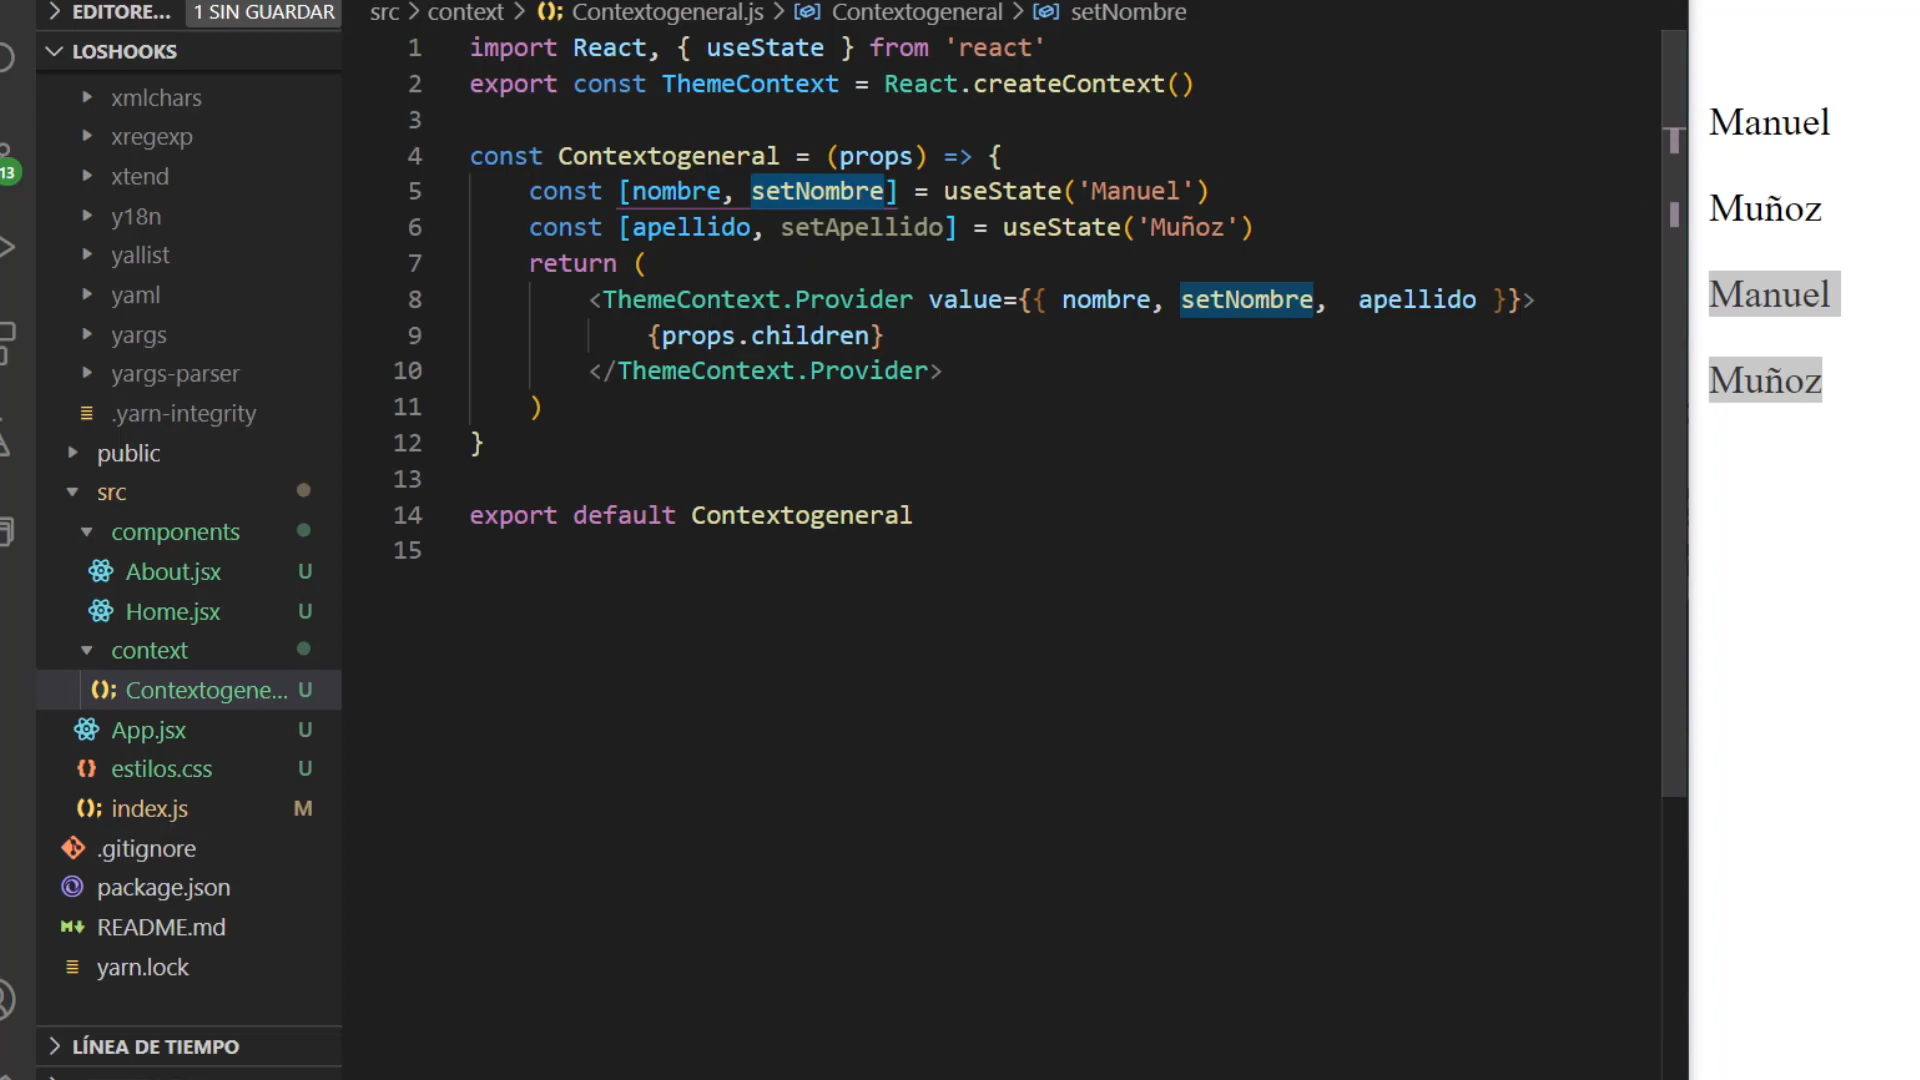 EDITORE... 1 SIN GUARDAR
LOSHOOKS
xmlchars
xregexp
xtend
y18n
yallist
yaml
yargs
yargs-parser
.yarn-integrity
public
src
components
About.jsx U
Home.jsx U
context
Contextogene... U
App.jsx U
estilos.css U
index.js M
.gitignore
package.json
README.md
yarn.lock
LÍNEA DE TIEMPO
13
src > context > Contextogeneral.js > Contextogeneral > setNombre
1 import React, { useState } from 'react'
2 export const ThemeContext = React.createContext()
3
4 const Contextogeneral = (props) => {
5 const [nombre, setNombre] = useState('Manuel')
6 const [apellido, setApellido] = useState('Muñoz')
7 return (
8 <ThemeContext.Provider value={{ nombre, setNombre,  apellido }}>
9 {props.children}
10 </ThemeContext.Provider>
11 )
12 }
13
14 export default Contextogeneral
15
Manuel
Muñoz
Manuel
Muñoz